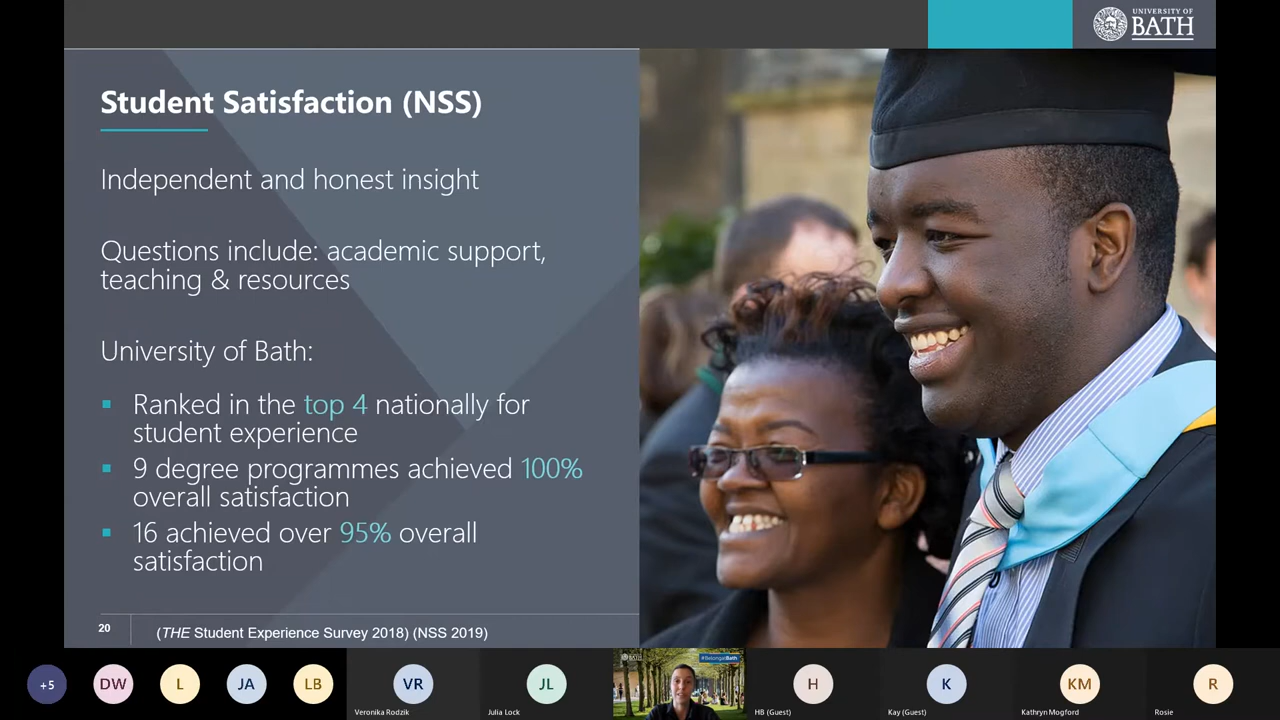 UNIVERSITY OF
BATH
Student Satisfaction (NSS)
Independent and honest insight
Questions include: academic support,
teaching & resources
University of Bath:
▪ Ranked in the top 4 nationally for
student experience
▪ 9 degree programmes achieved 100%
overall satisfaction
▪ 16 achieved over 95% overall
satisfaction
20
(THE Student Experience Survey 2018) (NSS 2019)
+5
DW
L
JA
LB
VR
Veronika Rodzik
JL
Julia Lock
BATH
#BelongatBath
H
HB (Guest)
K
Kay (Guest)
KM
Kathryn Mogford
R
Rosie